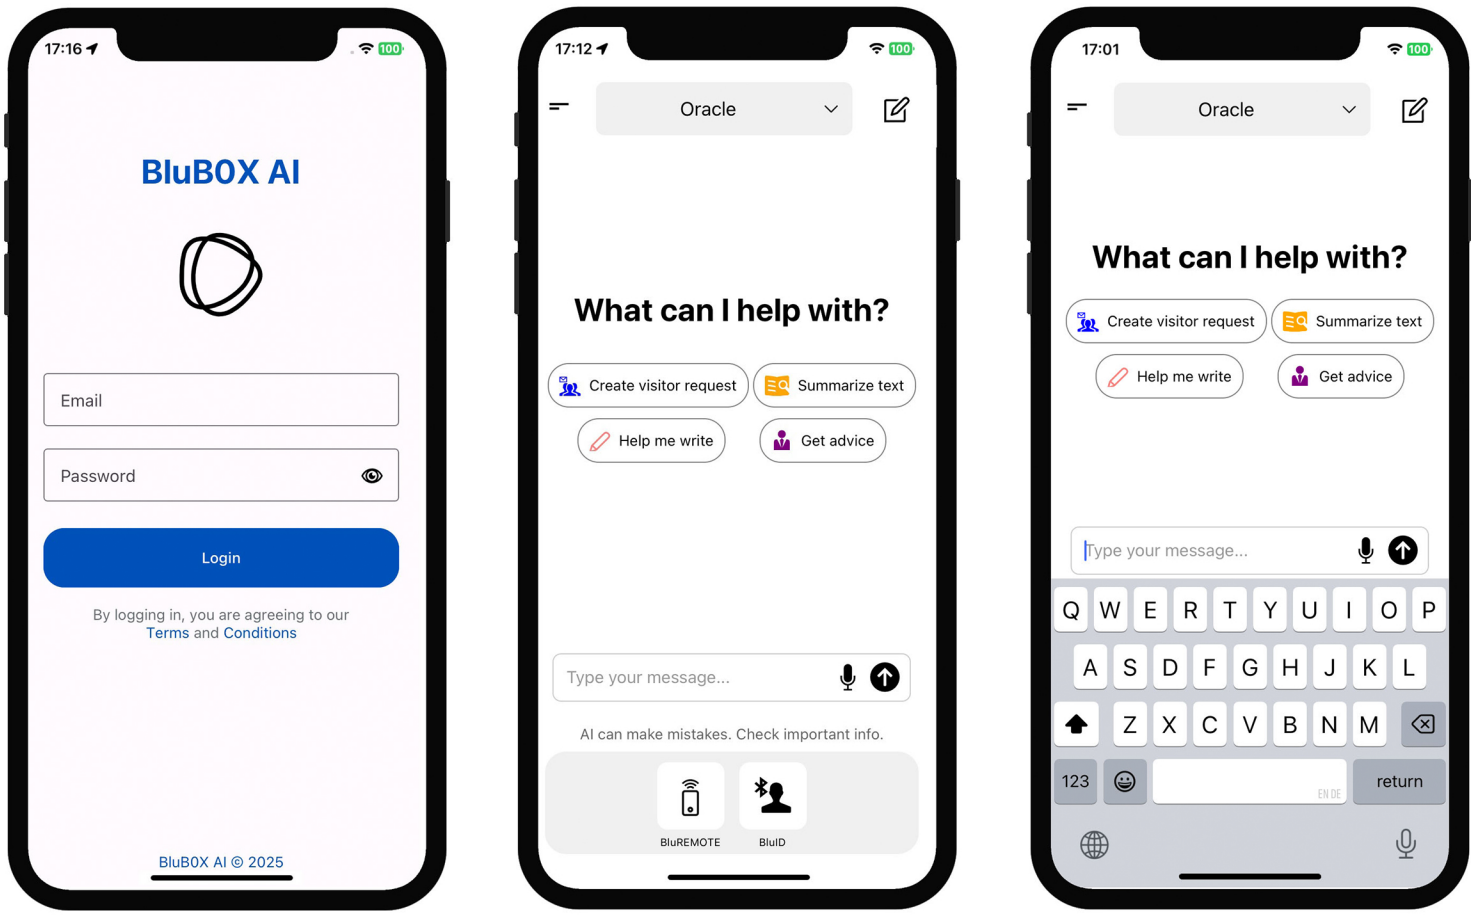 17:16
100
BluB0X AI
Email
Password
Login
By logging in, you are agreeing to our
Terms and Conditions
BluB0X AI © 2025
17:12
100
Oracle
What can I help with?
Create visitor request
Summarize text
Help me write
Get advice
Type your message...
AI can make mistakes. Check important info.
BluREMOTE
BluID
17:01
100
Oracle
What can I help with?
Create visitor request
Summarize text
Help me write
Get advice
Type your message...
Q W E R T Y U I O P
A S D F G H J K L
Z X C V B N M
123
EN DE
return